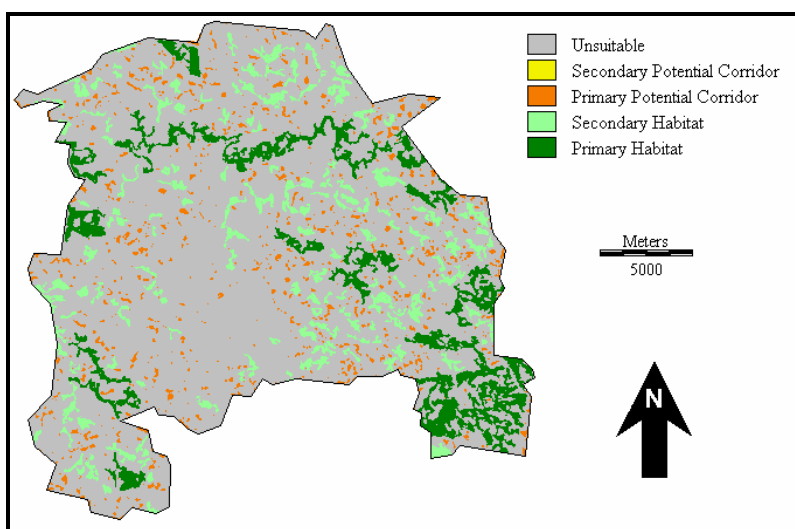 Unsuitable
Secondary Potential Corridor
Primary Potential Corridor
Secondary Habitat
Primary Habitat
Meters
5000
N